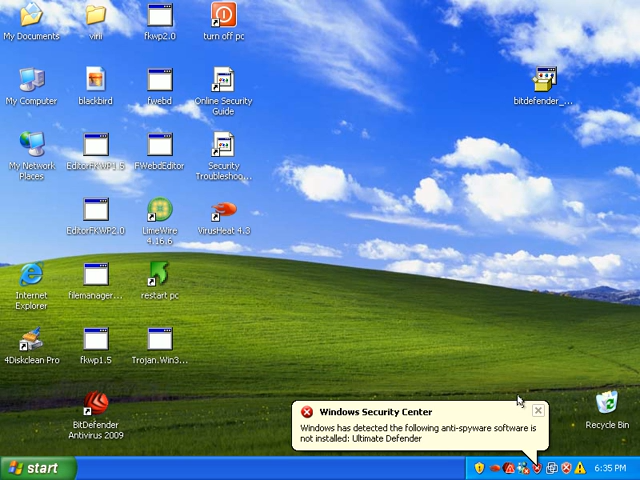 My Documents
virii
fkwp2.0
turn off pc
My Computer
blackbird
fwebd
Online Security
Guide
bitdefender_...
My Network
Places
EditorFKWP1.5
FWebdEditor
Security
Troubleshoo...
EditorFKWP2.0
LimeWire
4.16.6
VirusHeat 4.3
Internet
Explorer
filemanager...
restart pc
4Diskclean Pro
fkwp1.5
Trojan.Win3...
BitDefender
Antivirus 2009
Windows Security Center
Windows has detected the following anti-spyware software is
not installed: Ultimate Defender
Recycle Bin
start
6:35 PM